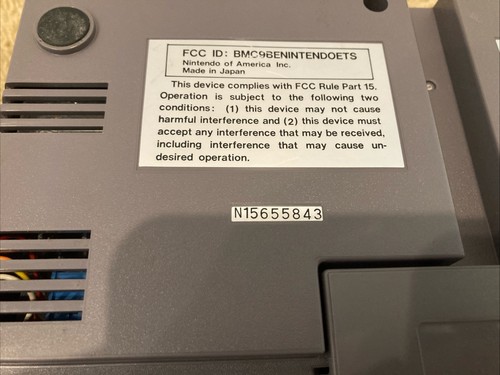 FCC ID: BMC9BENINTENDOETS
Nintendo of America Inc.
Made in Japan
This device complies with FCC Rule Part 15.
Operation is subject to the following two
conditions: (1) this device may not cause
harmful interference and (2) this device must
accept any interference that may be received,
including interference that may cause un-
desired operation.
N15655843